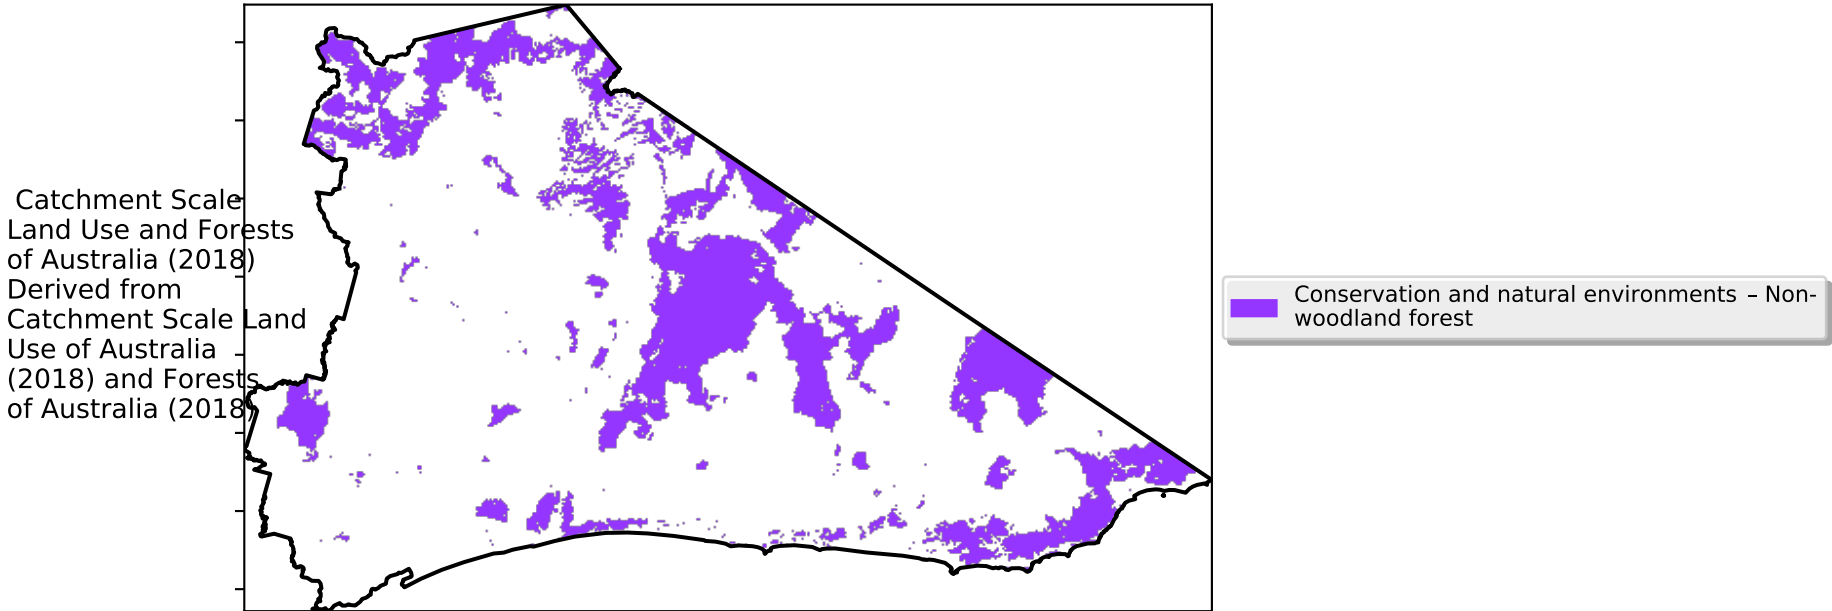 Catchment Scale
Land Use and Forests
of Australia (2018)
Derived from
Catchment Scale Land
Use of Australia
(2018) and Forests
of Australia (2018)
Conservation and natural environments – Non-
woodland forest